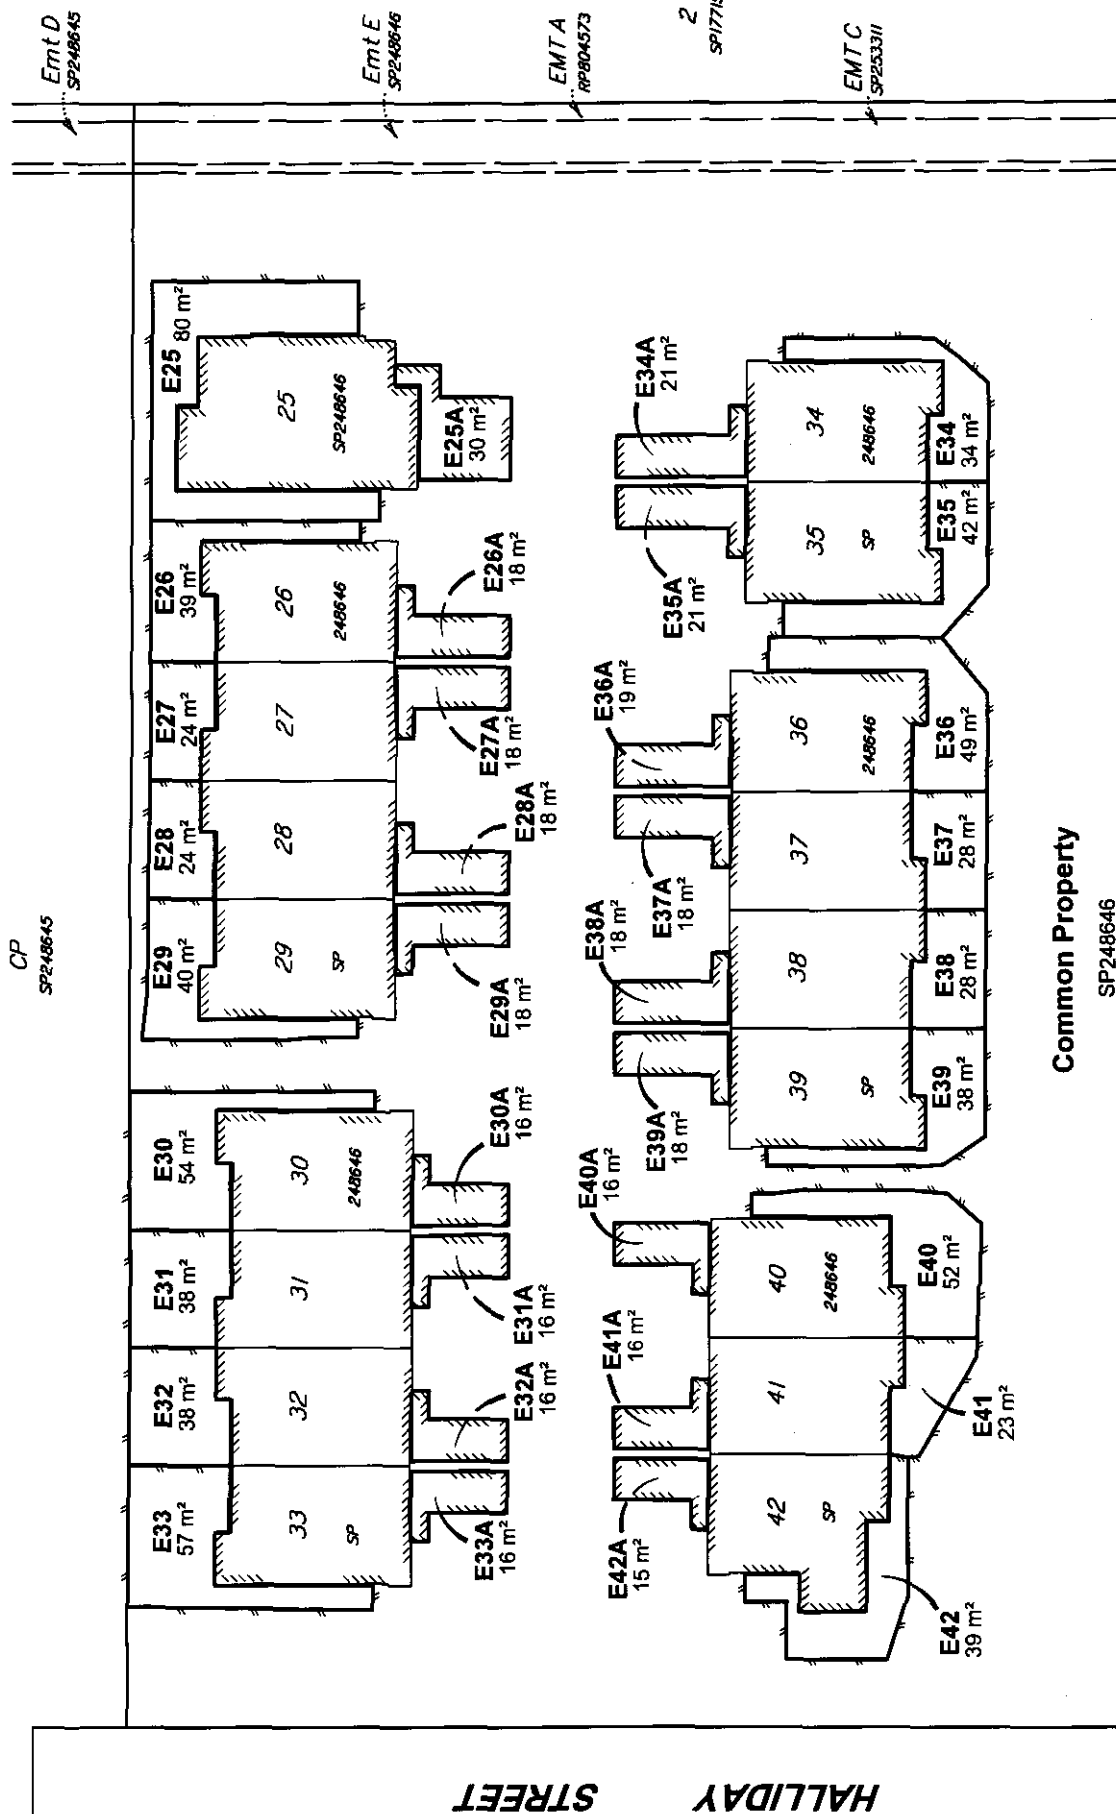 Emt D
SP248645
Emt E
SP248646
EMT A
RP804573
2
EMT C
SP253311
CP
SP248645
E33
57 m²
E32
38 m²
E31
38 m²
E30
54 m²
E29
40 m²
E28
24 m²
E27
24 m²
E26
39 m²
E25
80 m²
33
SP
32
31
30
248646
29
SP
28
27
26
248646
25
SP248646
E33A
16 m²
E32A
16 m²
E31A
16 m²
E30A
16 m²
E29A
18 m²
E28A
18 m²
E27A
18 m²
E26A
18 m²
E25A
30 m²
E42A
15 m²
E41A
16 m²
E40A
16 m²
E39A
18 m²
E38A
18 m²
E37A
18 m²
E36A
19 m²
E35A
21 m²
E34A
21 m²
42
SP
41
40
248646
39
SP
38
37
36
248646
35
SP
34
248646
E42
39 m²
E41
23 m²
E40
52 m²
E39
38 m²
E38
28 m²
E37
28 m²
E36
49 m²
E35
42 m²
E34
34 m²
Common Property
SP248646
HALLIDAY
STREET